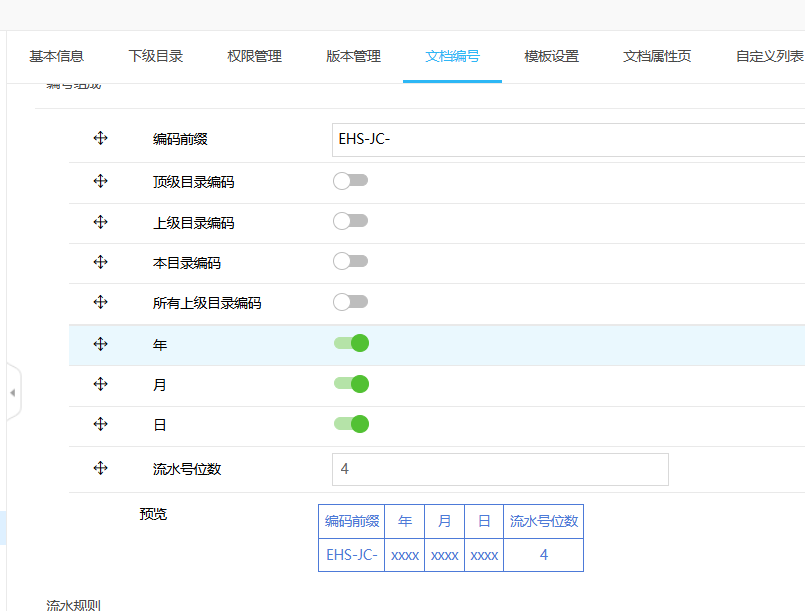 基本信息 下级目录 权限管理 版本管理 文档编号 模板设置 文档属性页 自定义列表
编号组成
编码前缀 EHS-JC-
顶级目录编码
上级目录编码
本目录编码
所有上级目录编码
年
月
日
流水号位数 4
预览
编码前缀 年 月 日 流水号位数
EHS-JC- xxxx xxxx xxxx 4
流水规则